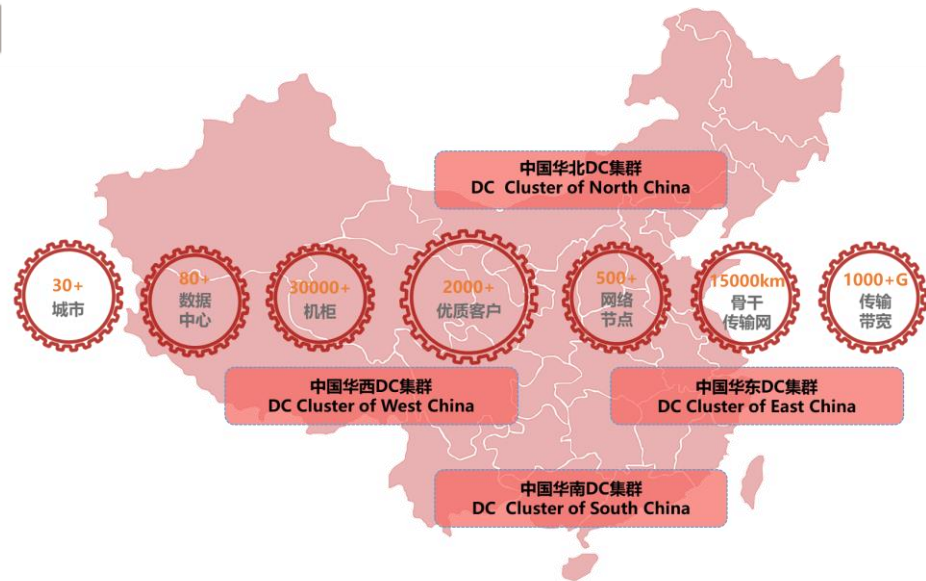 中国华北DC集群
DC Cluster of North China
30+
城市
80+
数据
中心
30000+
机柜
2000+
优质客户
500+
网络
节点
15000km
骨干
传输网
1000+G
传输
带宽
中国华西DC集群
DC Cluster of West China
中国华东DC集群
DC Cluster of East China
中国华南DC集群
DC Cluster of South China